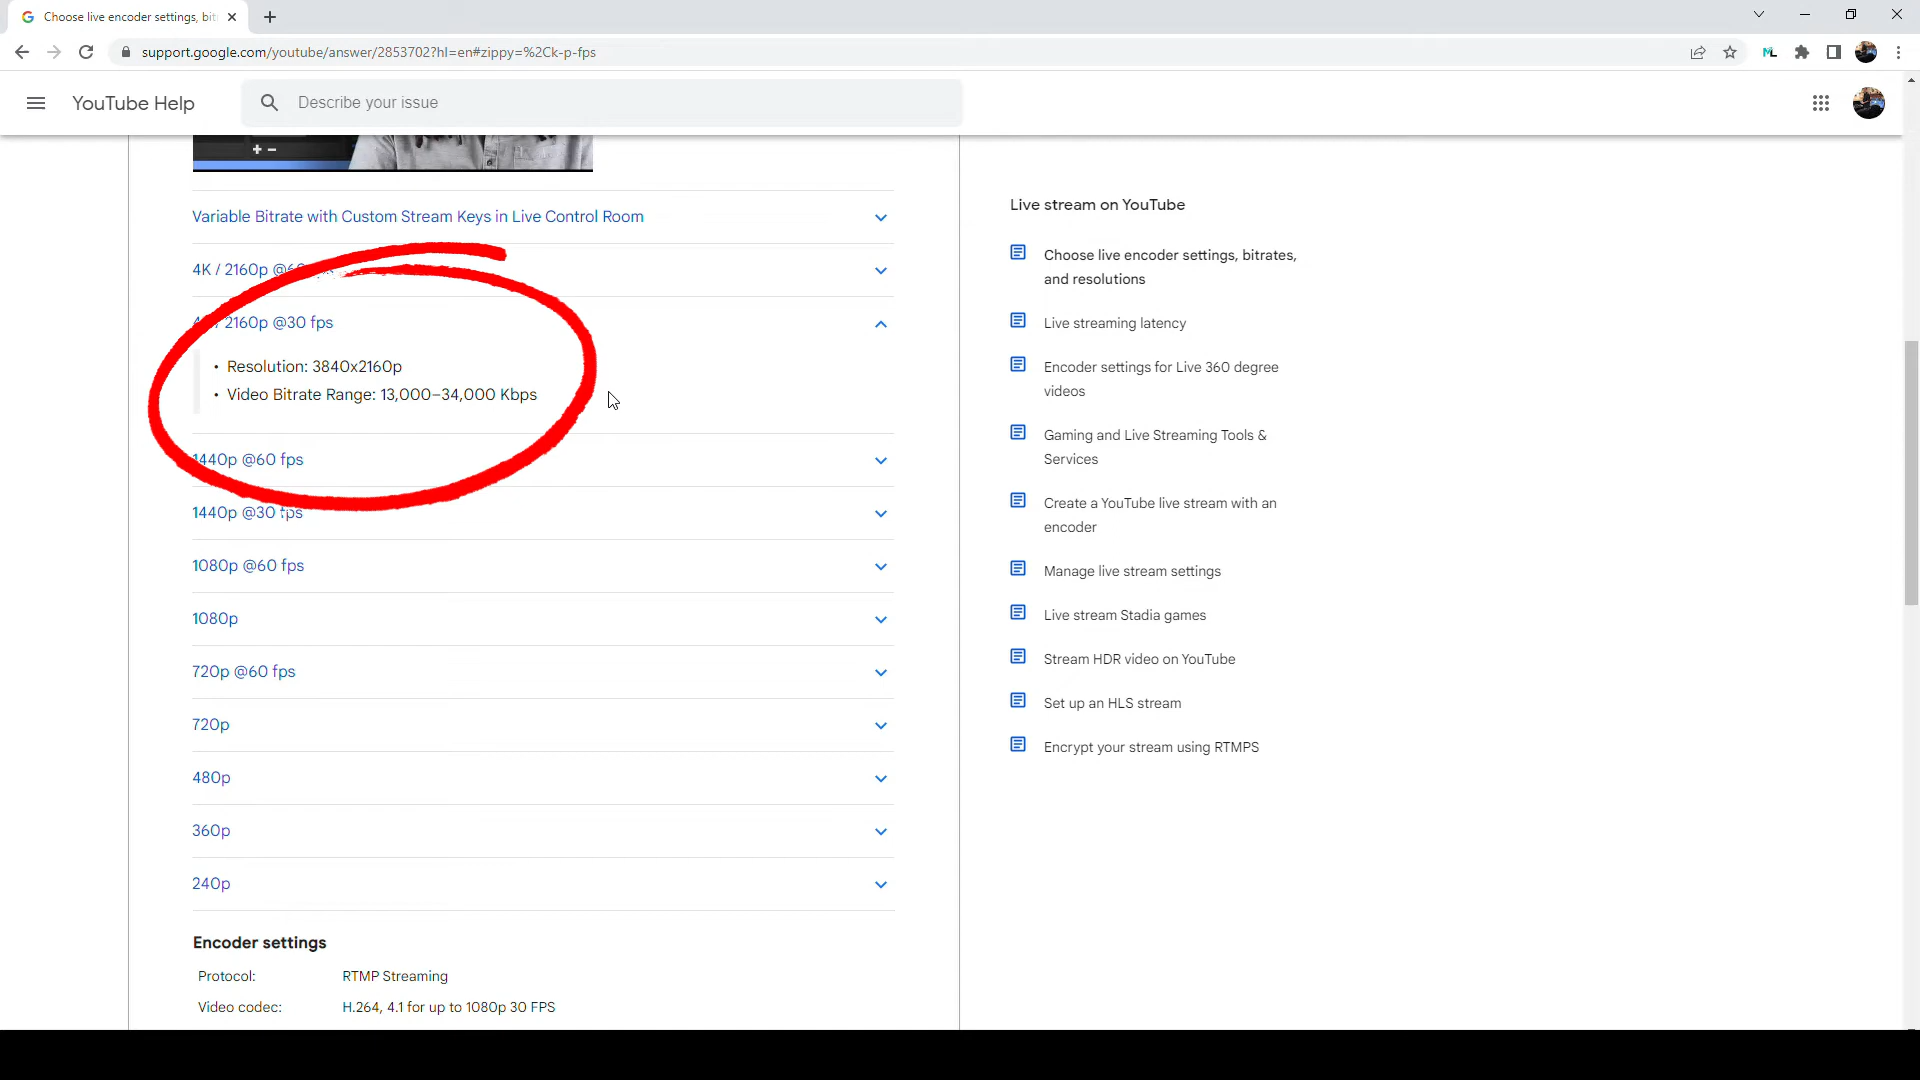 Choose live encoder settings, bit
support.google.com/youtube/answer/2853702?hl=en#zippy=%2Ck-p-fps
ML
YouTube Help
Describe your issue
Variable Bitrate with Custom Stream Keys in Live Control Room
4K / 2160p @60
4K / 2160p @30 fps
• Resolution: 3840x2160p
• Video Bitrate Range: 13,000–34,000 Kbps
1440p @60 fps
1440p @30 fps
1080p @60 fps
1080p
720p @60 fps
720p
480p
360p
240p
Encoder settings
Protocol: RTMP Streaming
Video codec: H.264, 4.1 for up to 1080p 30 FPS
Live stream on YouTube
Choose live encoder settings, bitrates,
and resolutions
Live streaming latency
Encoder settings for Live 360 degree
videos
Gaming and Live Streaming Tools &
Services
Create a YouTube live stream with an
encoder
Manage live stream settings
Live stream Stadia games
Stream HDR video on YouTube
Set up an HLS stream
Encrypt your stream using RTMPS